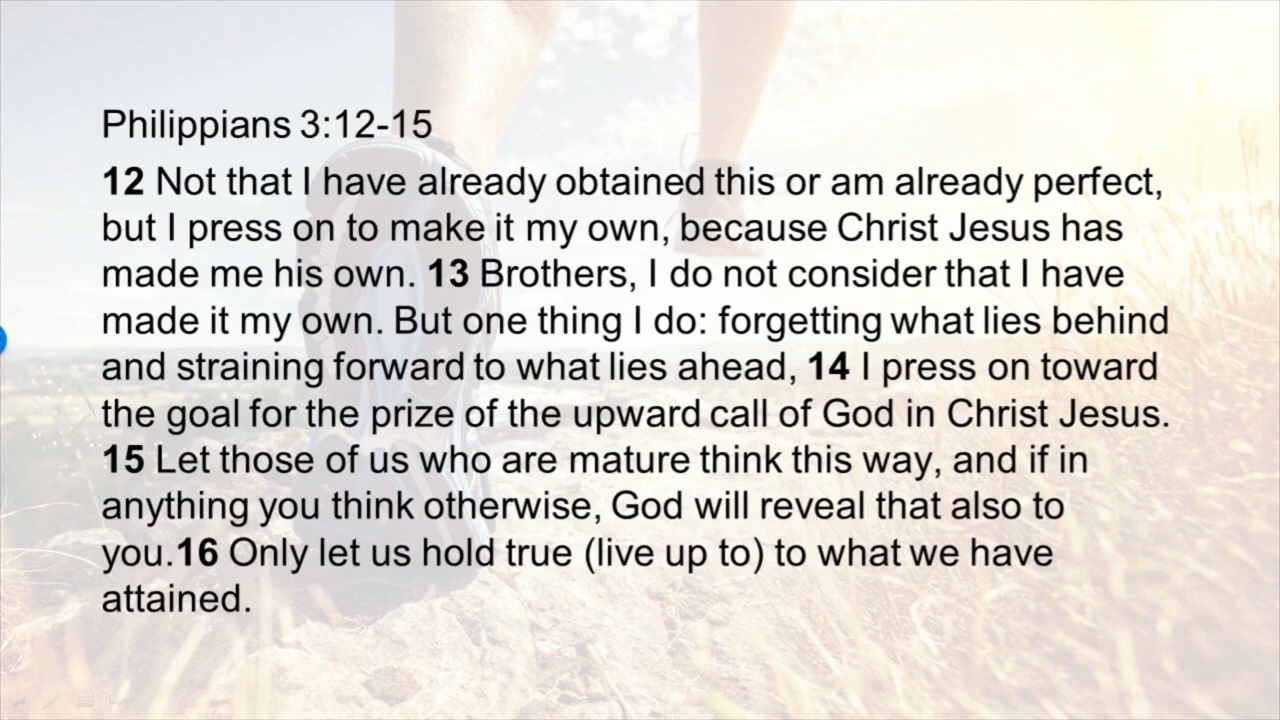 Philippians 3:12-15
12 Not that I have already obtained this or am already perfect,
but I press on to make it my own, because Christ Jesus has
made me his own. 13 Brothers, I do not consider that I have
made it my own. But one thing I do: forgetting what lies behind
and straining forward to what lies ahead, 14 I press on toward
the goal for the prize of the upward call of God in Christ Jesus.
15 Let those of us who are mature think this way, and if in
anything you think otherwise, God will reveal that also to
you.16 Only let us hold true (live up to) to what we have
attained.